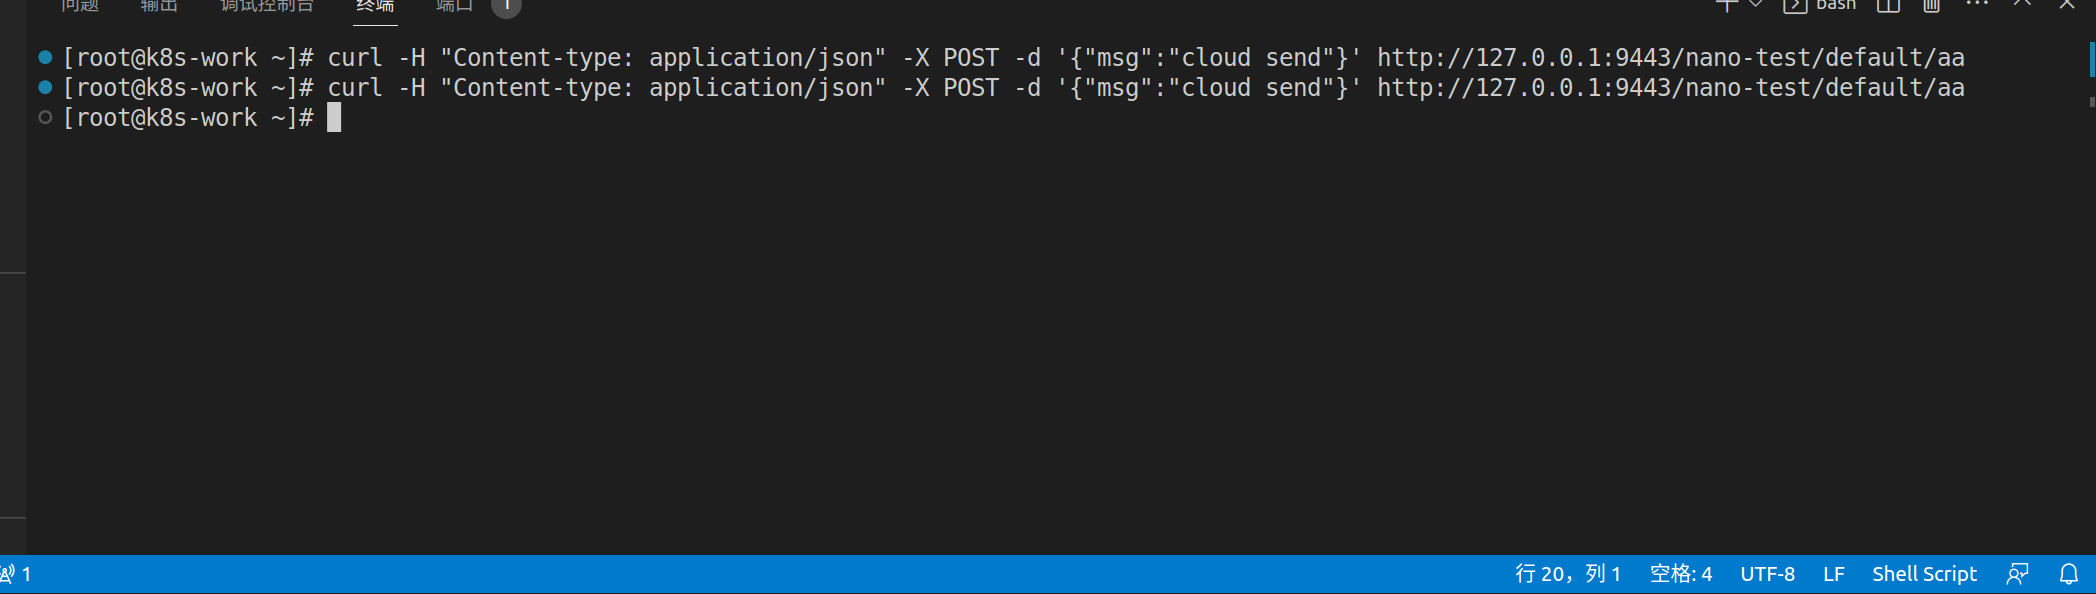 问题 输出 调试控制台 终端 端口 1 bash
[root@k8s-work ~]# curl -H "Content-type: application/json" -X POST -d '{"msg":"cloud send"}' http://127.0.0.1:9443/nano-test/default/aa
[root@k8s-work ~]# curl -H "Content-type: application/json" -X POST -d '{"msg":"cloud send"}' http://127.0.0.1:9443/nano-test/default/aa
[root@k8s-work ~]#
1 行 20，列 1 空格: 4 UTF-8 LF Shell Script